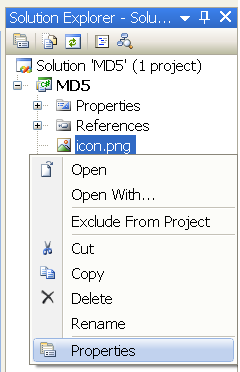 Solution Explorer - Solu...
Solution 'MD5' (1 project)
MD5
Properties
References
icon.png
Open
Open With...
Exclude From Project
Cut
Copy
Delete
Rename
Properties